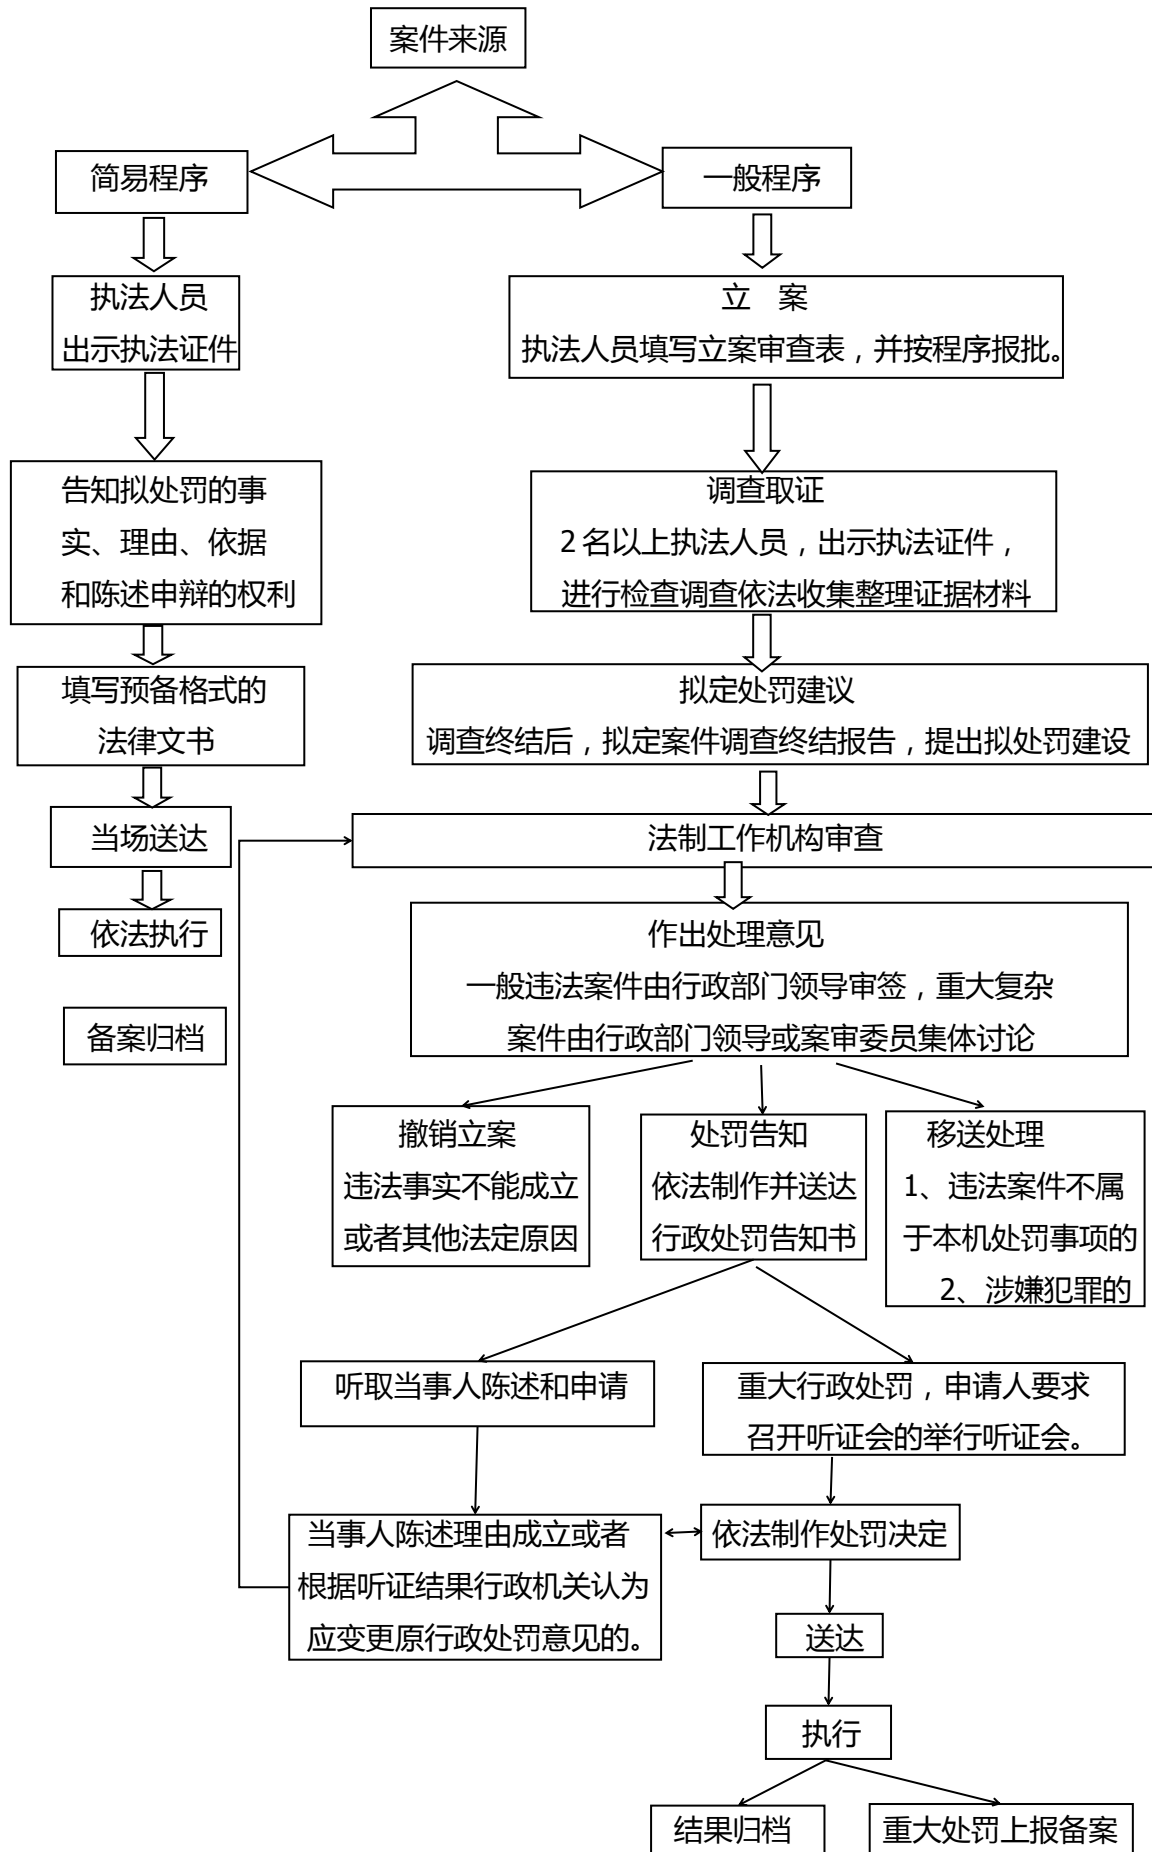 案件来源
简易程序
一般程序
执法人员
出示执法证件
立 案
执法人员填写立案审查表，并按程序报批。
告知拟处罚的事
实、理由、依据
和陈述申辩的权利
调查取证
2名以上执法人员，出示执法证件，
进行检查调查依法收集整理证据材料
填写预备格式的
法律文书
拟定处罚建议
调查终结后，拟定案件调查终结报告，提出拟处罚建设
当场送达
法制工作机构审查
依法执行
作出处理意见
一般违法案件由行政部门领导审签，重大复杂
案件由行政部门领导或案审委员集体讨论
备案归档
撤销立案
违法事实不能成立
或者其他法定原因
处罚告知
依法制作并送达
行政处罚告知书
移送处理
1、违法案件不属
于本机处罚事项的
2、涉嫌犯罪的
听取当事人陈述和申请
重大行政处罚，申请人要求
召开听证会的举行听证会。
当事人陈述理由成立或者
根据听证结果行政机关认为
应变更原行政处罚意见的。
依法制作处罚决定
送达
执行
结果归档
重大处罚上报备案